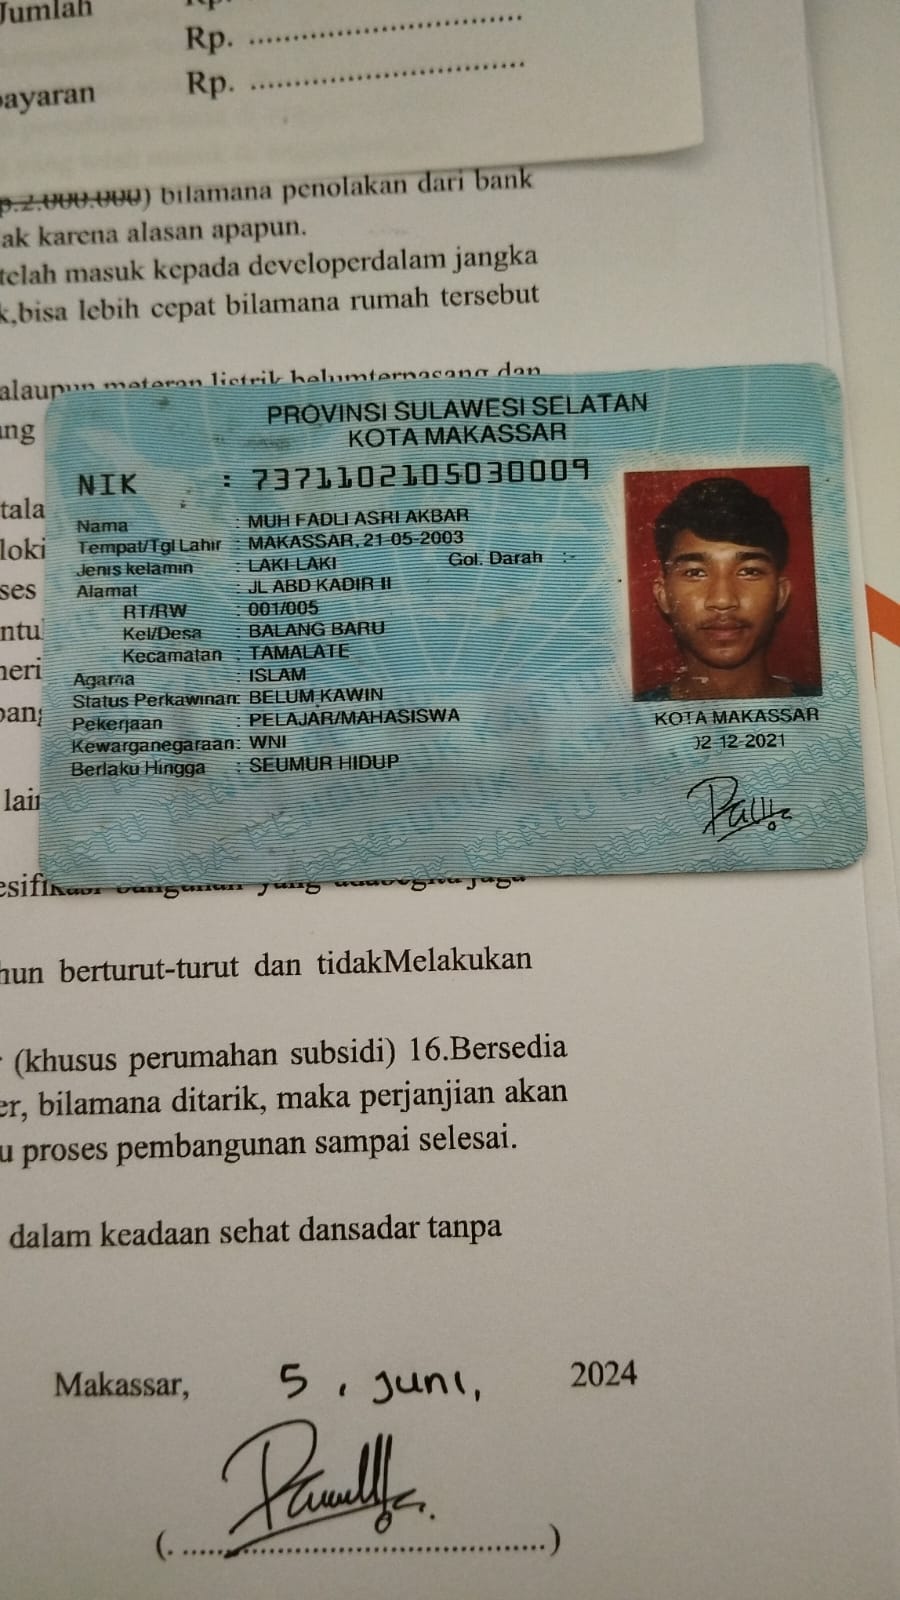 Jumlah
Rp. ........................................
bayaran Rp. ........................................
p.2.000.000) bilamana penolakan dari bank
ak karena alasan apapun.
telah masuk kepada developerdalam jangka
k,bisa lebih cepat bilamana rumah tersebut
alaupun meteran listrik belumterpasang dan
ang
PROVINSI SULAWESI SELATAN
KOTA MAKASSAR
NIK : 7371102105030009
tala
Nama : MUH FADLI ASRI AKBAR
loki
Tempat/Tgl Lahir : MAKASSAR, 21-05-2003
Jenis kelamin : LAKI-LAKI Gol. Darah :-
ses
Alamat : JL ABD KADIR II
RT/RW : 001/005
ntu
Kel/Desa : BALANG BARU
Kecamatan : TAMALATE
neri
Agama : ISLAM
Status Perkawinan: BELUM KAWIN
pang
Pekerjaan : PELAJAR/MAHASISWA
Kewarganegaraan: WNI
Berlaku Hingga : SEUMUR HIDUP
KOTA MAKASSAR
02-12-2021
lain
esifikasi bangunan yang
hun berturut-turut dan tidakMelakukan
(khusus perumahan subsidi) 16.Bersedia
er, bilamana ditarik, maka perjanjian akan
u proses pembangunan sampai selesai.
dalam keadaan sehat dansadar tanpa
Makassar, 5, juni, 2024
(. ........................................)